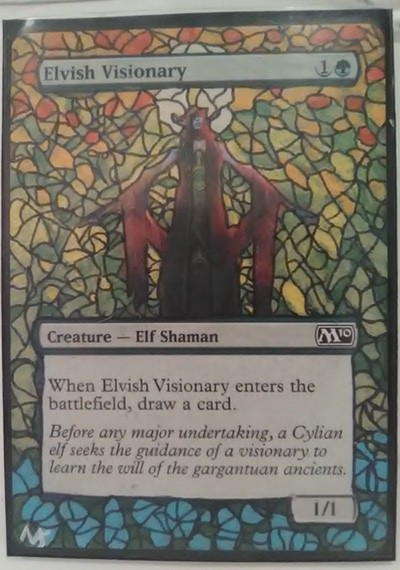 Elvish Visionary 1
Creature — Elf Shaman M10
When Elvish Visionary enters the
battlefield, draw a card.
Before any major undertaking, a Cylian
elf seeks the guidance of a visionary to
learn the will of the gargantuan ancients.
1/1